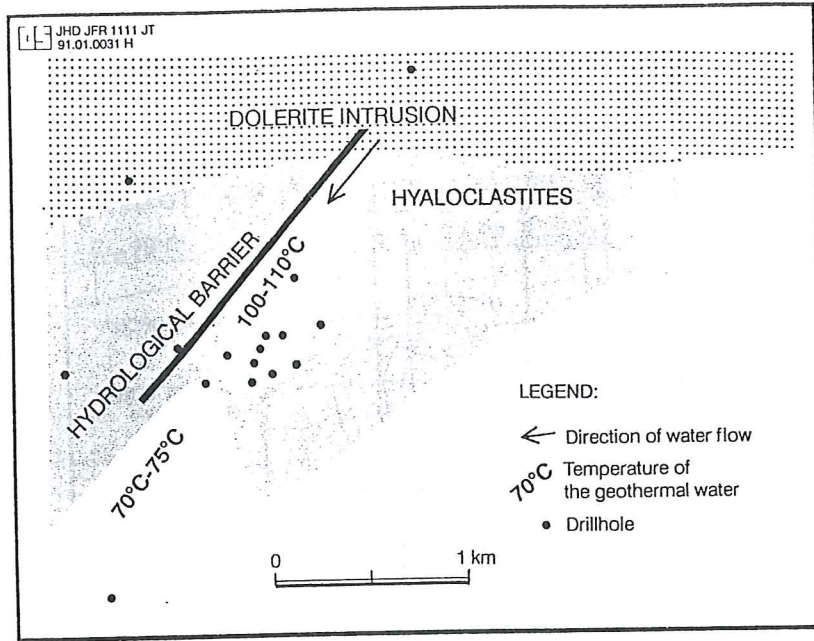 JHD JFR 1111 JT
91.01.0031 H
DOLERITE INTRUSION
HYALOCLASTITES
HYDROLOGICAL BARRIER
100-110°C
70°C-75°C
LEGEND:
Direction of water flow
70°C Temperature of
the geothermal water
Drillhole
0 1 km